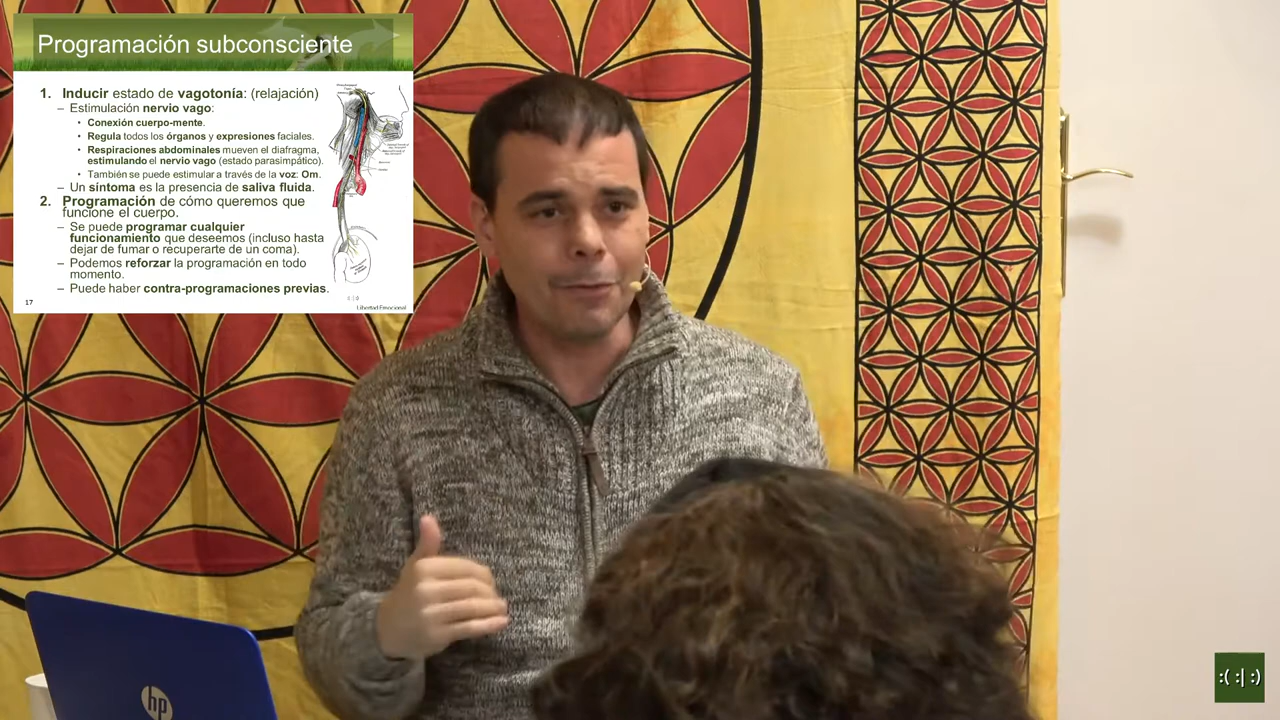 Programación subconsciente
1. Inducir estado de vagotonía: (relajación)
– Estimulación nervio vago:
• Conexión cuerpo-mente.
• Regula todos los órganos y expresiones faciales.
• Respiraciones abdominales mueven el diafragma,
estimulando el nervio vago (estado parasimpático).
• También se puede estimular a través de la voz: Om.
– Un síntoma es la presencia de saliva fluida.
2. Programación de cómo queremos que
funcione el cuerpo.
– Se puede programar cualquier
funcionamiento que deseemos (incluso hasta
dejar de fumar o recuperarte de un coma).
– Podemos reforzar la programación en todo
momento.
– Puede haber contra-programaciones previas.
17
Libertad Emocional
hp
:( :| :)